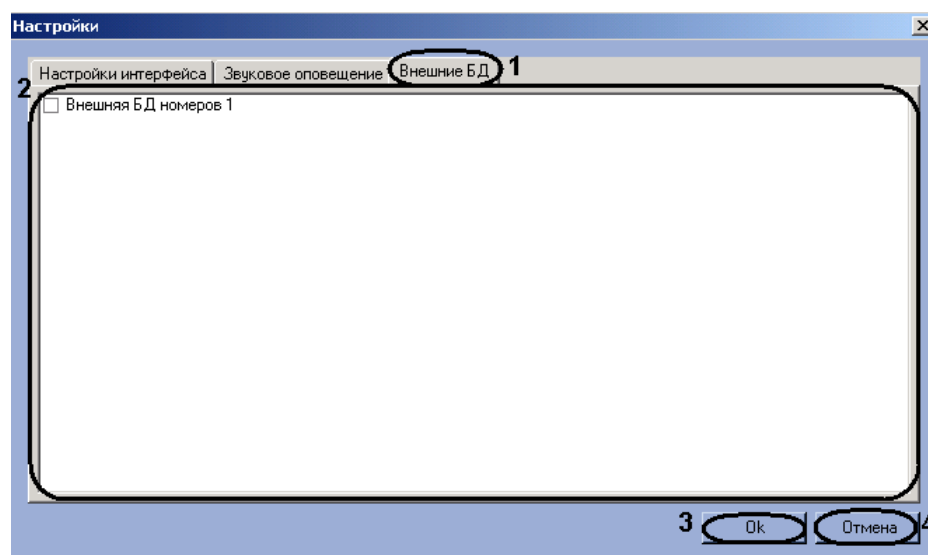 Настройки
Настройки интерфейса Звуковое оповещение Внешние БД 1
2
Внешняя БД номеров 1
3 Ok Отмена 4